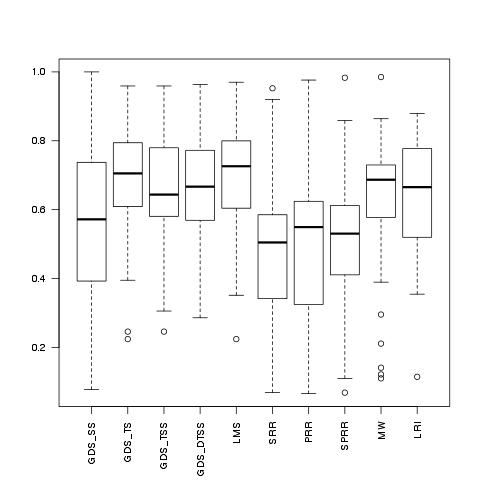 1.0
0.8
0.6
0.4
0.2
GDS_SS
GDS_TS
GDS_TSS
GDS_DTSS
LMS
SRR
PRR
SPRR
MW
LRI